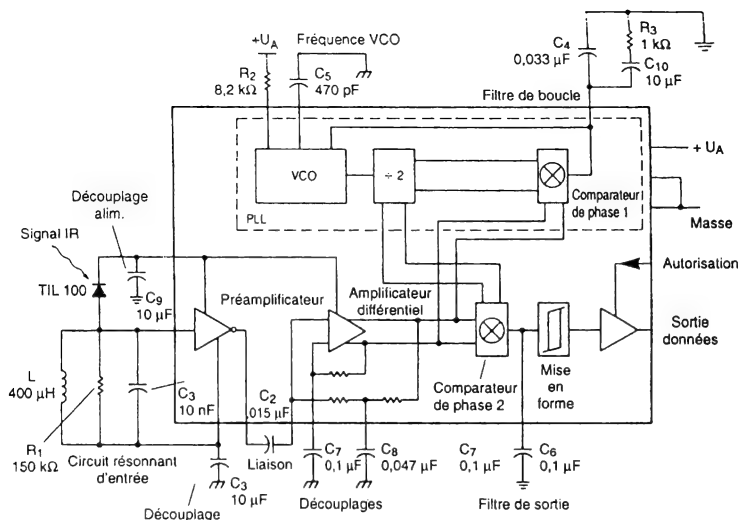 +U_A
Fréquence VCO
R₂
8,2 kΩ
C₅
470 pF
C₄
0,033 µF
R₃
1 kΩ
C₁₀
10 µF
Filtre de boucle
VCO
÷ 2
PLL
Comparateur
de phase 1
+ U_A
Masse
Découplage
alim.
Signal IR
TIL 100
C₉
10 µF
Préamplificateur
Amplificateur
différentiel
Autorisation
Sortie
données
Comparateur
de phase 2
Mise
en
forme
L
400 µH
R₁
150 kΩ
C₃
10 nF
C₂
,015 µF
Circuit résonnant
d'entrée
Liaison
C₃
10 µF
Découplage
C₇
0,1 µF
C₈
0,047 µF
Découplages
C₇
0,1 µF
C₆
0,1 µF
Filtre de sortie